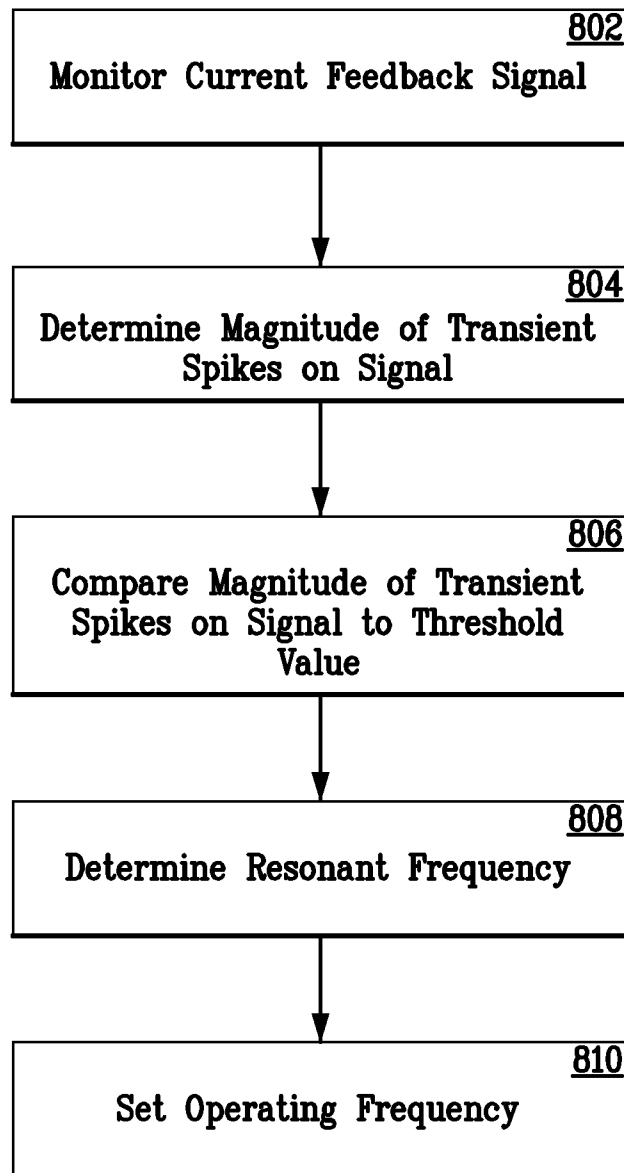 802
Monitor Current Feedback Signal
804
Determine Magnitude of Transient
Spikes on Signal
806
Compare Magnitude of Transient
Spikes on Signal to Threshold
Value
808
Determine Resonant Frequency
810
Set Operating Frequency